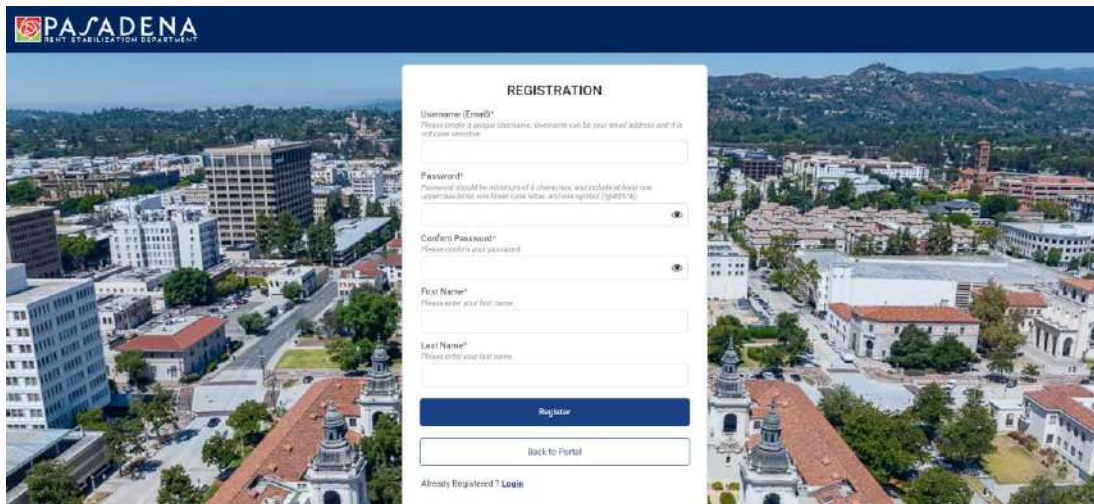 PASADENA
RENT STABILIZATION DEPARTMENT
REGISTRATION
Username (Email)*
Please create a unique Username. Username can be your email address and it is
not case sensitive.
Password*
Password should be minimum of 6 characters, and include at least one
uppercase letter, one lower case letter, and one symbol
Confirm Password*
Please confirm your password.
First Name*
Please enter your first name.
Last Name*
Please enter your last name.
Register
Back to Portal
Already Registered ? Login